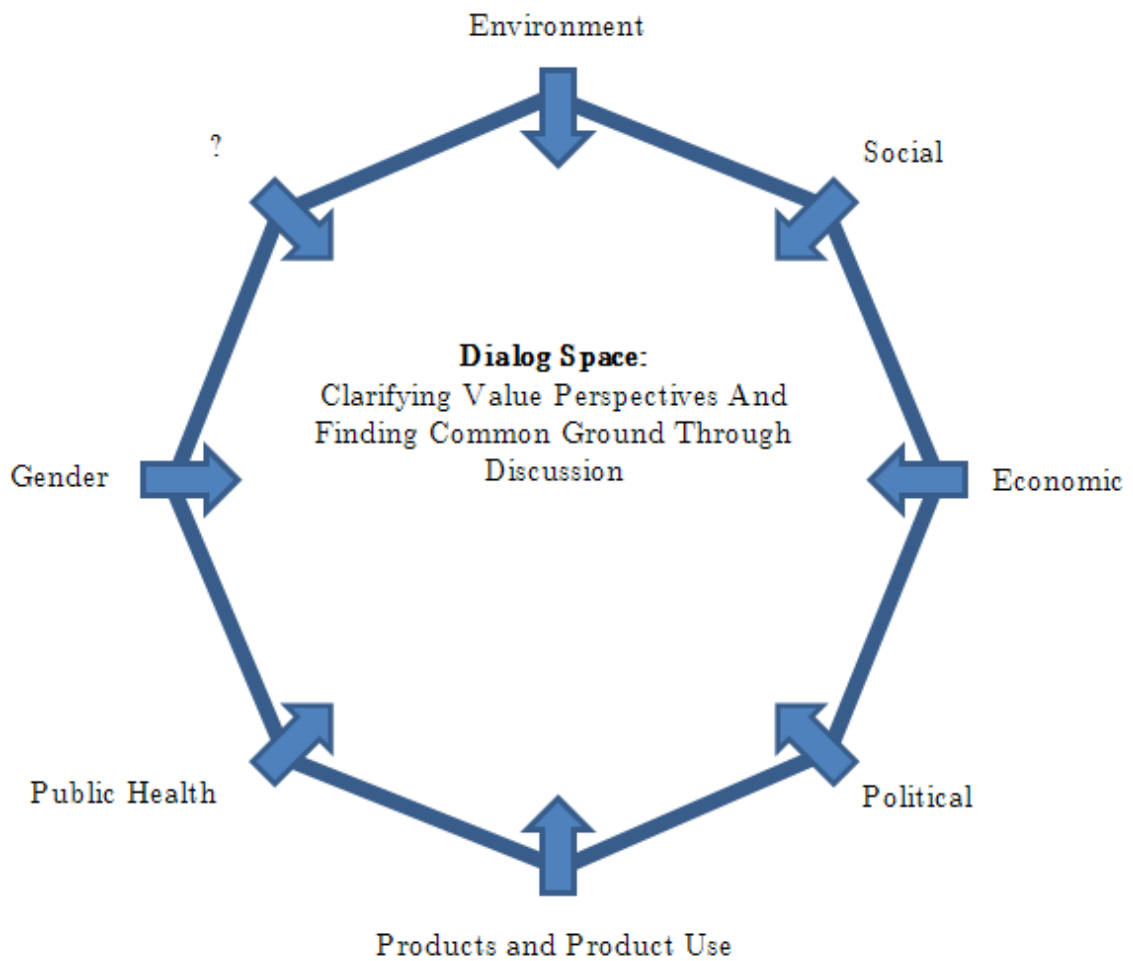 Environment
?
Social
Dialog Space:
Clarifying Value Perspectives And
Finding Common Ground Through
Discussion
Gender
Economic
Public Health
Political
Products and Product Use